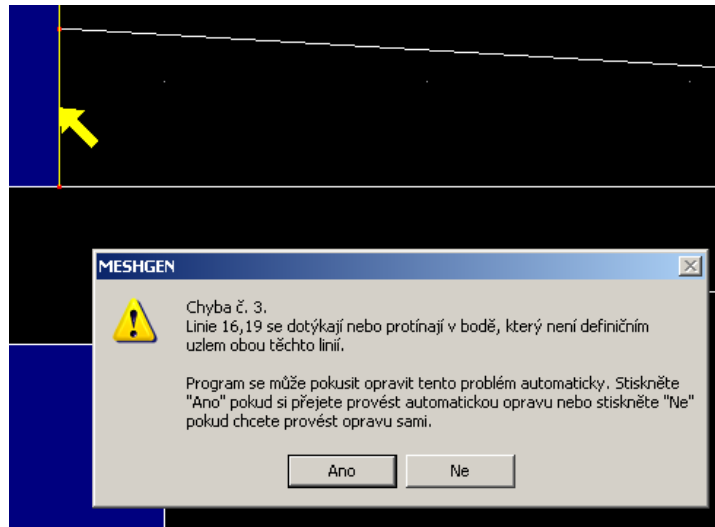 MESHGEN
Chyba č. 3.
Linie 16,19 se dotýkají nebo protínají v bodě, který není definičním
uzlem obou těchto linií.
Program se může pokusit opravit tento problém automaticky. Stiskněte
"Ano" pokud si přejete provést automatickou opravu nebo stiskněte "Ne"
pokud chcete provést opravu sami.
Ano
Ne